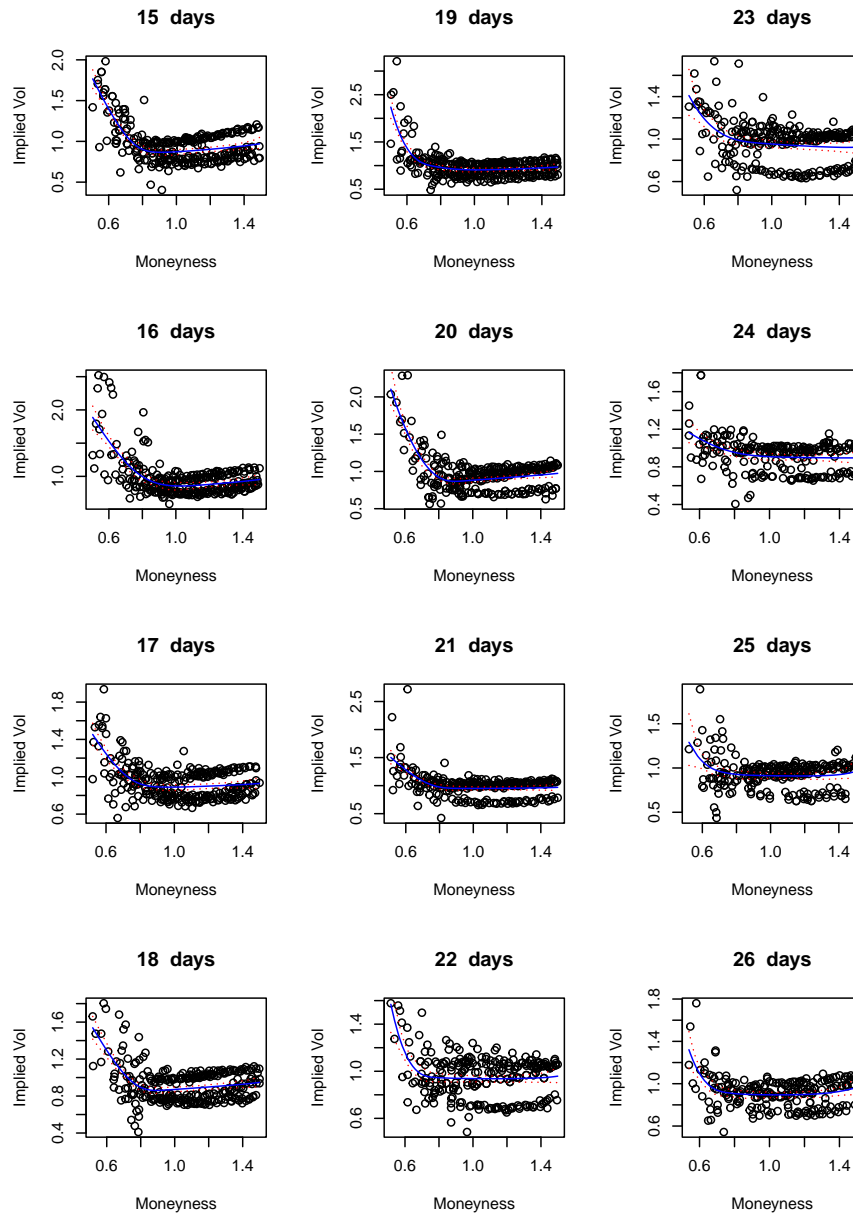 15 days
Implied Vol
0.5 1.0 1.5 2.0
0.6 1.0 1.4
Moneyness
19 days
Implied Vol
0.5 1.5 2.5
0.6 1.0 1.4
Moneyness
23 days
Implied Vol
0.6 1.0 1.4
0.6 1.0 1.4
Moneyness
16 days
Implied Vol
1.0 2.0
0.6 1.0 1.4
Moneyness
20 days
Implied Vol
0.5 1.0 1.5 2.0
0.6 1.0 1.4
Moneyness
24 days
Implied Vol
0.4 0.8 1.2 1.6
0.6 1.0 1.4
Moneyness
17 days
Implied Vol
0.6 1.0 1.4 1.8
0.6 1.0 1.4
Moneyness
21 days
Implied Vol
0.5 1.5 2.5
0.6 1.0 1.4
Moneyness
25 days
Implied Vol
0.5 1.0 1.5
0.6 1.0 1.4
Moneyness
18 days
Implied Vol
0.4 0.8 1.2 1.6
0.6 1.0 1.4
Moneyness
22 days
Implied Vol
0.6 1.0 1.4
0.6 1.0 1.4
Moneyness
26 days
Implied Vol
0.6 1.0 1.4 1.8
0.6 1.0 1.4
Moneyness